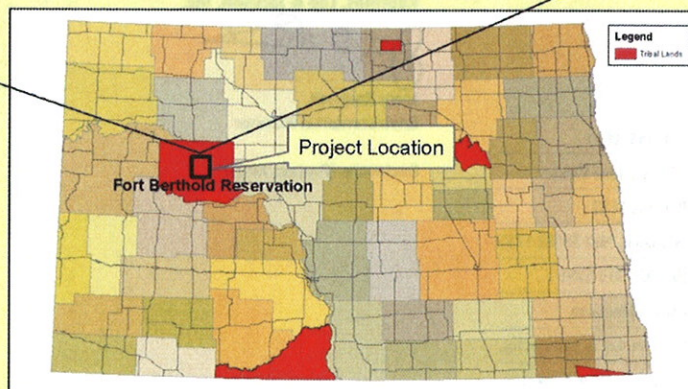 Legend
Tribal Lands
Project Location
Fort Berthold Reservation